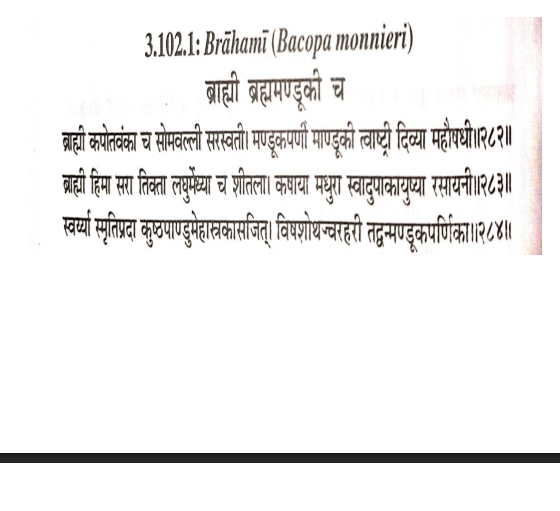 3.102.1: Brāhamī (Bacopa monnieri)
ब्राह्मी ब्रह्ममण्डूकी च
ब्राह्मी कपोतवंका च सोमवल्ली सरस्वती। मण्डूकपर्णी माण्डूकी त्वाष्ट्री दिव्या महौषधी॥२८२॥
ब्राह्मी हिमा सरा तिक्ता लघुर्मेध्या च शीतला। कषाया मधुरा स्वादुपाकायुष्या रसायनी॥२८३॥
स्वर्य्या स्मृतिप्रदा कुष्ठपाण्डुमेहास्रकासजित्। विषशोथज्वरहरी तद्वन्मण्डूकपर्णिका॥२८४॥